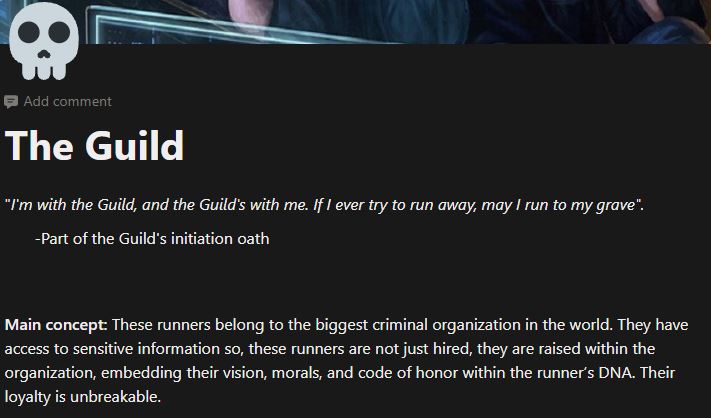 Add comment
The Guild
"I'm with the Guild, and the Guild's with me. If I ever try to run away, may I run to my grave".
-Part of the Guild's initiation oath
Main concept: These runners belong to the biggest criminal organization in the world. They have
access to sensitive information so, these runners are not just hired, they are raised within the
organization, embedding their vision, morals, and code of honor within the runner’s DNA. Their
loyalty is unbreakable.